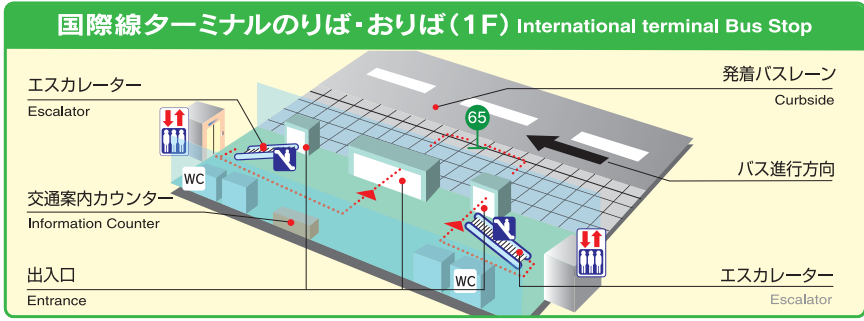 国際線ターミナルのりば・おりば(1F) International terminal Bus Stop
エスカレーター
Escalator
発着バスレーン
Curbside
65
バス進行方向
WC
交通案内カウンター
Information Counter
出入口
Entrance
WC
エスカレーター
Escalator